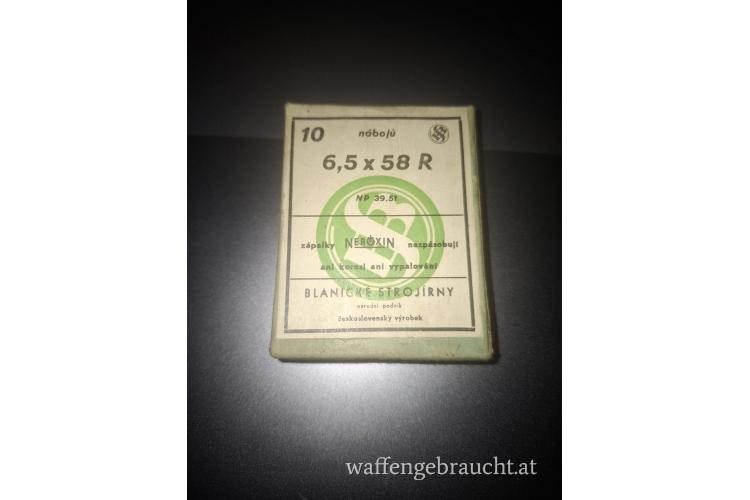 10 nábojů
6,5 x 58 R
NP 39.51
zápalky NEROXIN nezpůsobují
ani korosi ani vypalování
BLANICKÉ STROJÍRNY
národní podnik
československý výrobek
waffengebraucht.at